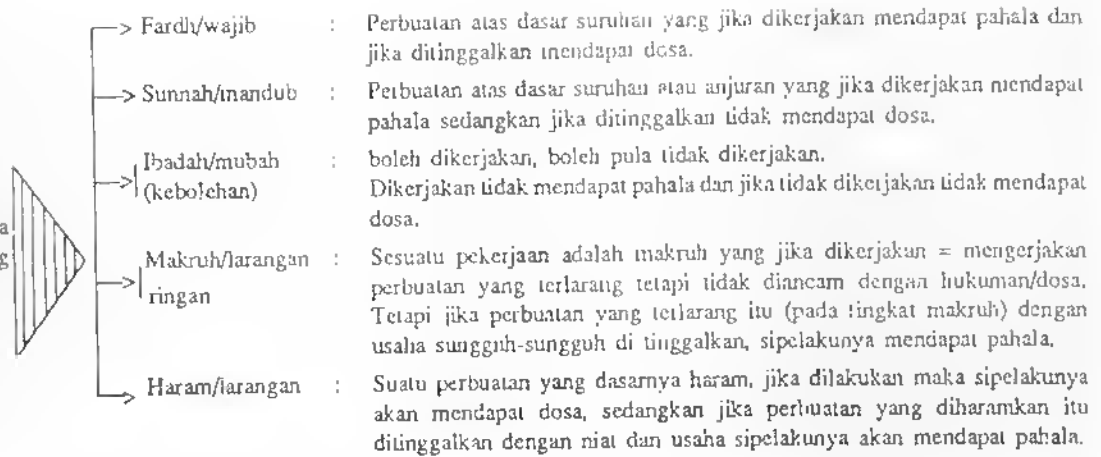 Fardh/wajib : Perbuatan atas dasar suruhan yang jika dikerjakan mendapat pahala dan
jika ditinggalkan mendapat dosa.
Sunnah/mandub : Perbuatan atas dasar suruhan atau anjuran yang jika dikerjakan mendapat
pahala sedangkan jika ditinggalkan tidak mendapat dosa.
Ibadah/mubah : boleh dikerjakan, boleh pula tidak dikerjakan.
(kebolehan) Dikerjakan tidak mendapat pahala dan jika tidak dikerjakan tidak mendapat
dosa.
a
g
Makruh/larangan : Sesuatu pekerjaan adalah makruh yang jika dikerjakan = mengerjakan
ringan perbuatan yang terlarang tetapi tidak diancam dengan hukuman/dosa.
Tetapi jika perbuatan yang terlarang itu (pada tingkat makruh) dengan
usaha sungguh-sungguh di tinggalkan, sipelakunya mendapat pahala.
Haram/larangan : Suatu perbuatan yang dasarnya haram, jika dilakukan maka sipelakunya
akan mendapat dosa, sedangkan jika perbuatan yang diharamkan itu
ditinggalkan dengan niat dan usaha sipelakunya akan mendapat pahala.